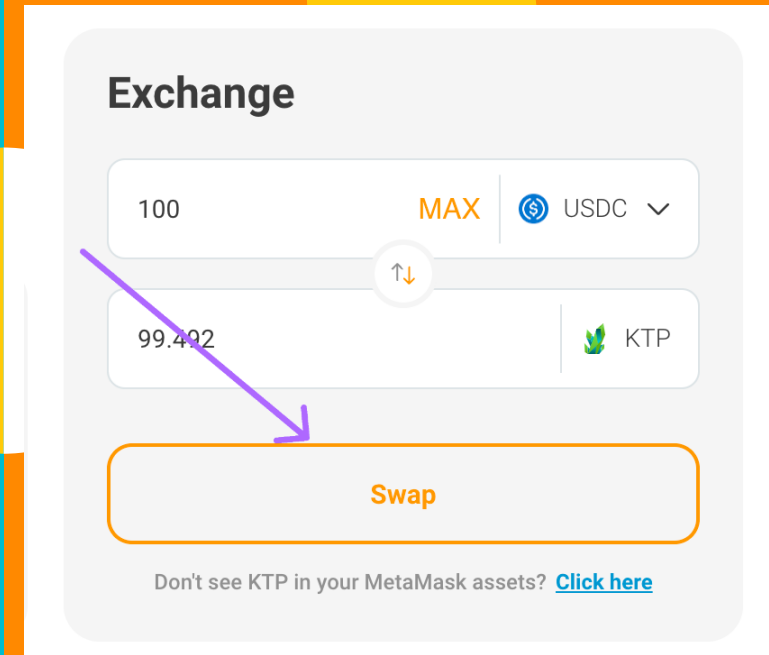 Exchange
100 MAX USDC
99.492 KTP
Swap
Don't see KTP in your MetaMask assets? Click here